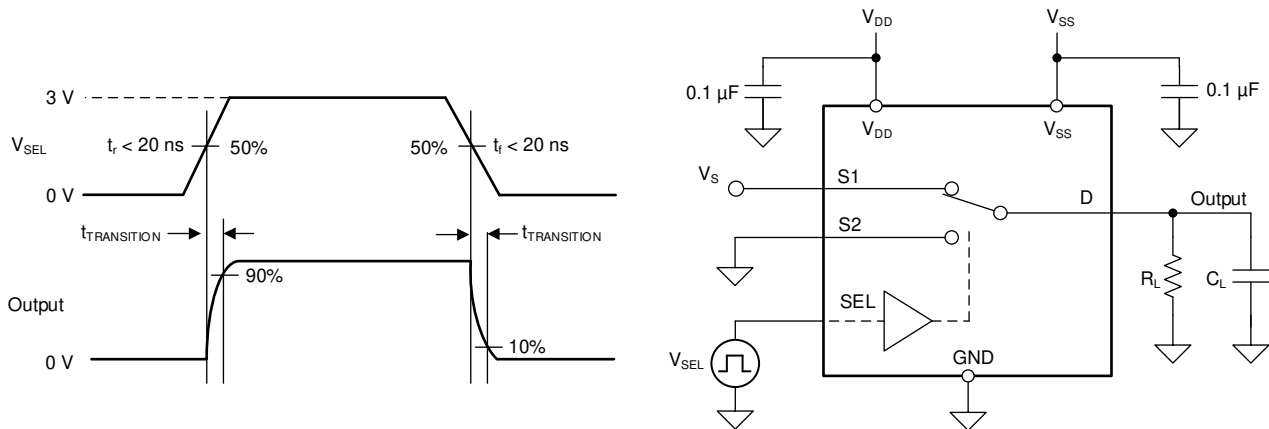 3 V
V_SEL
t_r < 20 ns
50%
50%
t_f < 20 ns
0 V
t_TRANSITION
t_TRANSITION
90%
Output
10%
0 V
V_DD
V_SS
0.1 µF
0.1 µF
V_DD
V_SS
V_S
S1
D
Output
S2
R_L
C_L
SEL
V_SEL
GND